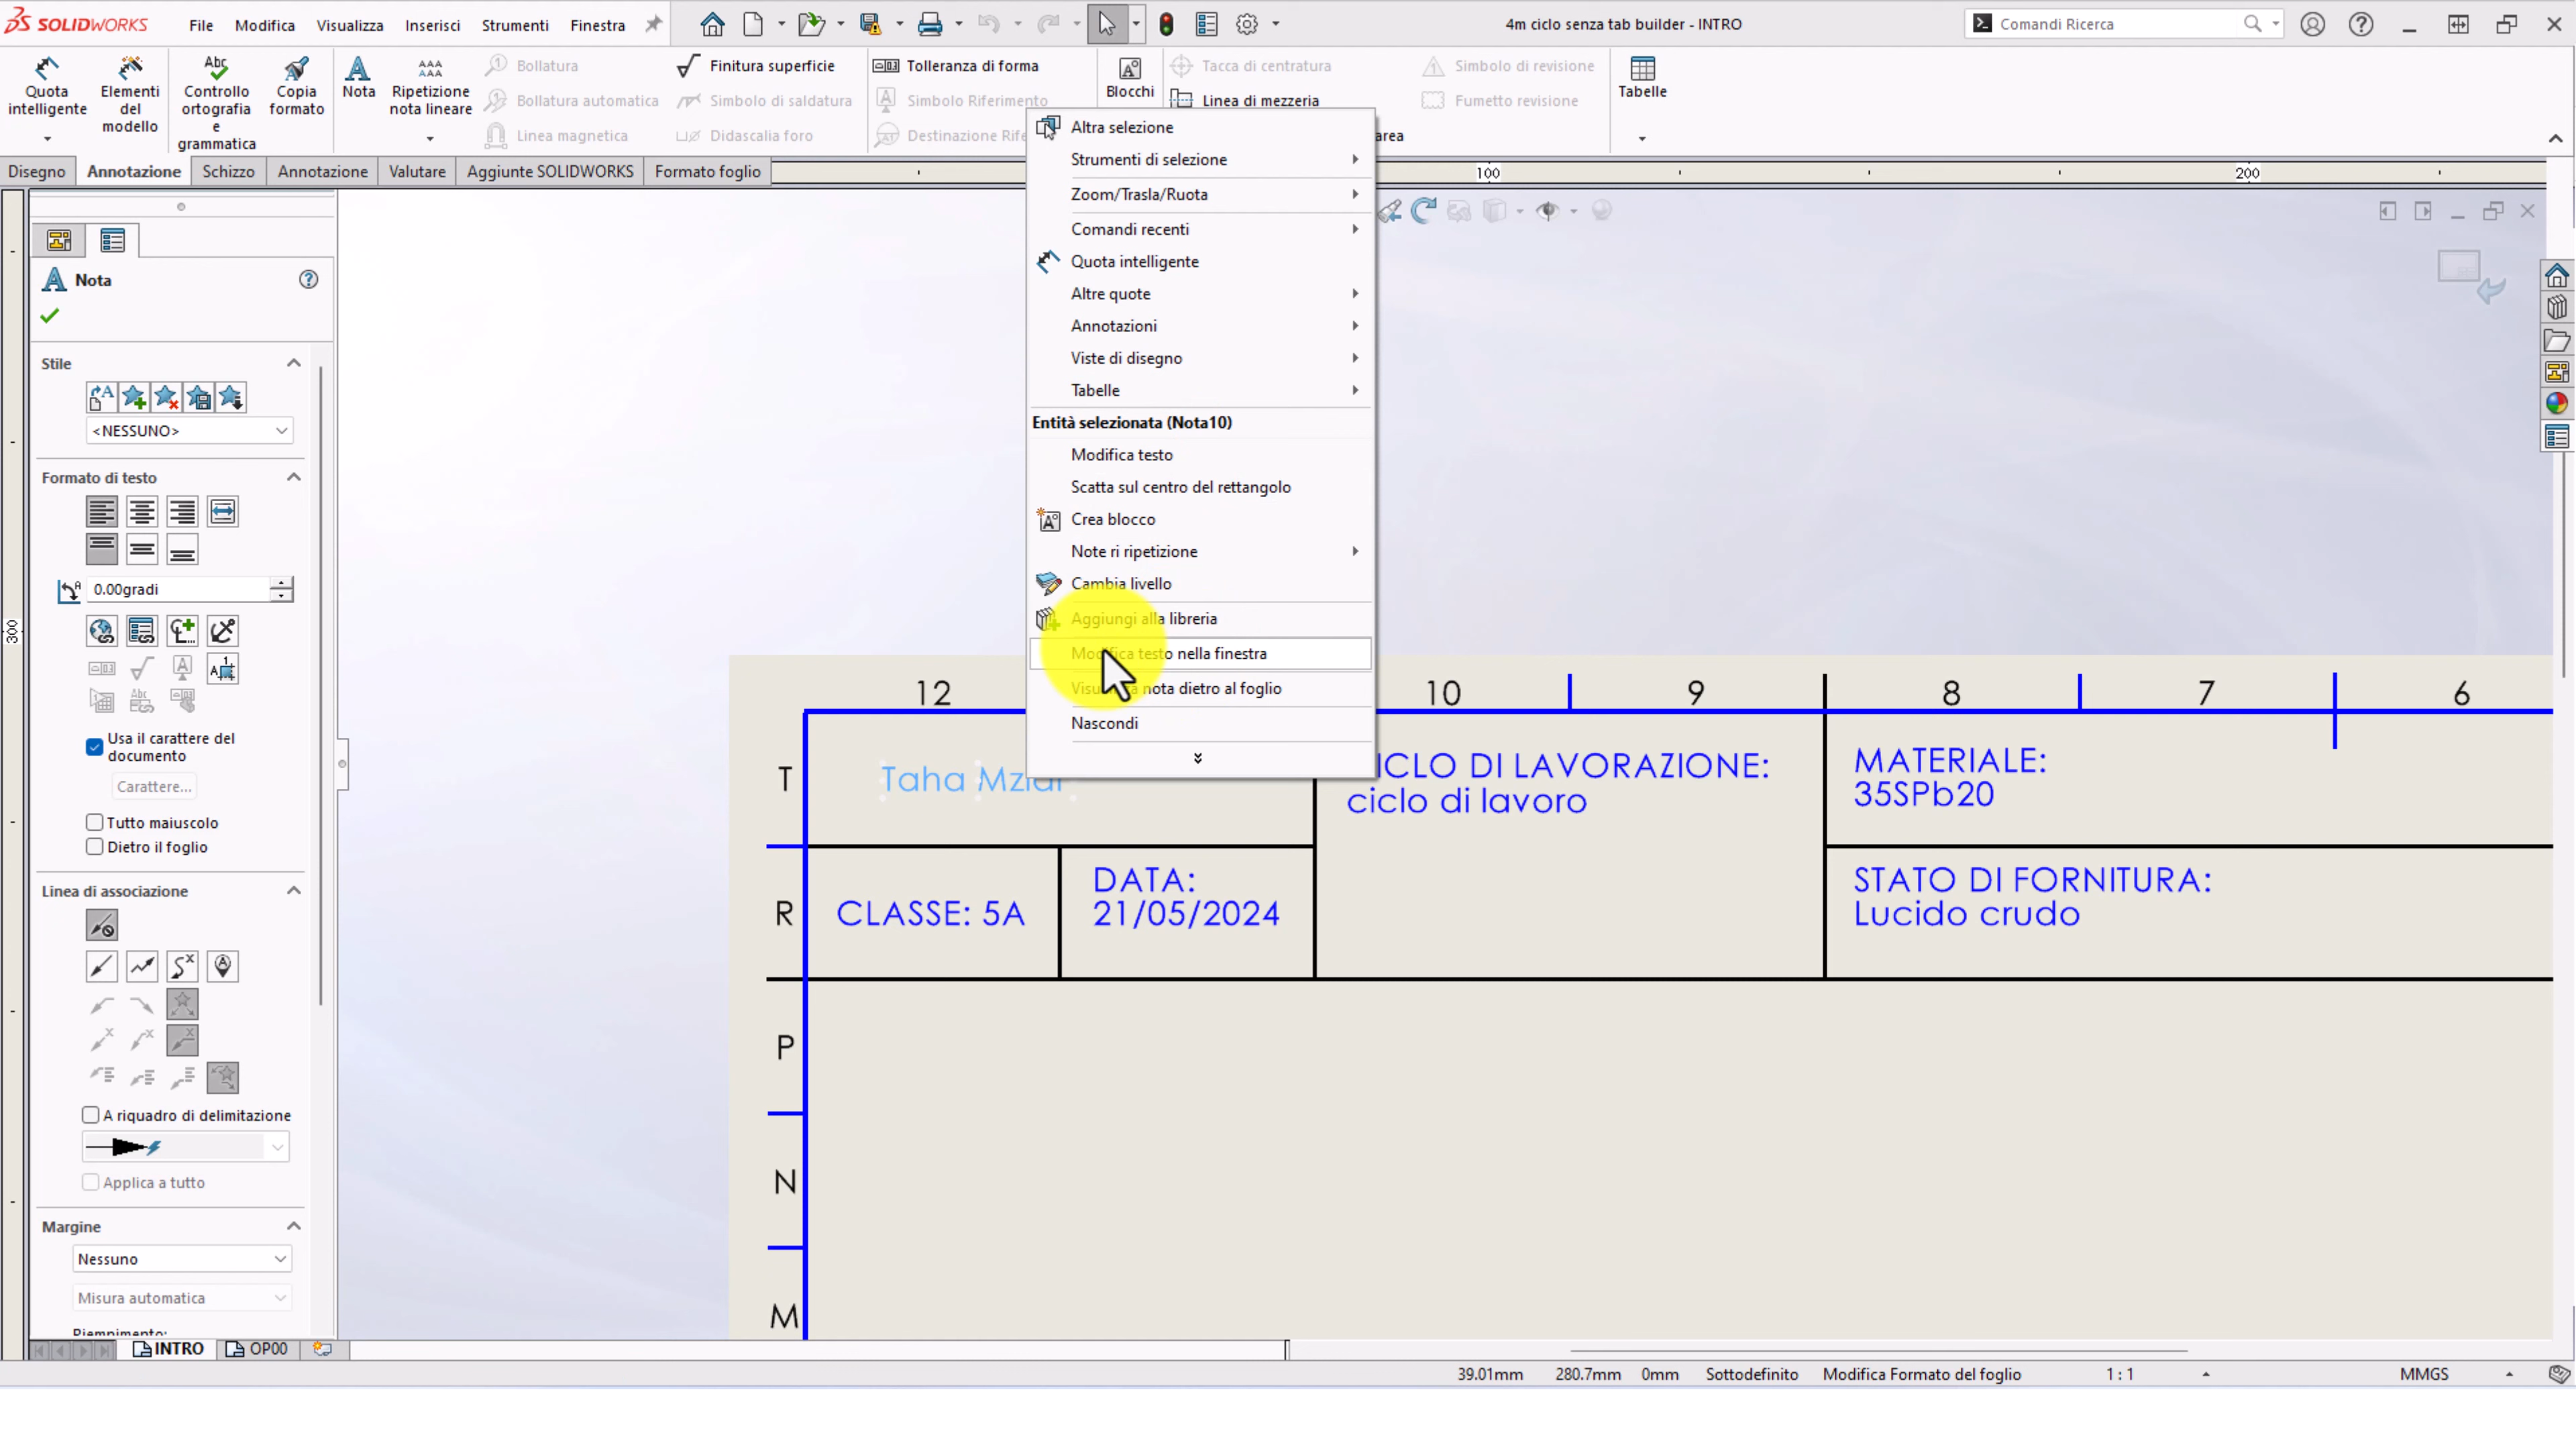 SOLIDWORKS File Modifica Visualizza Inserisci Strumenti Finestra 4m ciclo senza tab builder - INTRO Comandi Ricerca
Quota intelligente
Elementi del modello
Controllo ortografia e grammatica
Copia formato
Nota
Ripetizione nota lineare
Bollatura
Bollatura automatica
Linea magnetica
Finitura superficie
Simbolo di saldatura
Didascalia foro
Tolleranza di forma
Simbolo Riferimento
Destinazione Rife
Blocchi
Tacca di centratura
Linea di mezzeria
area
Simbolo di revisione
Fumetto revisione
Tabelle
Disegno Annotazione Schizzo Annotazione Valutare Aggiunte SOLIDWORKS Formato foglio
100 200
300
Nota
Stile
<NESSUNO>
Formato di testo
0.00gradi
Usa il carattere del
documento
Carattere...
Tutto maiuscolo
Dietro il foglio
Linea di associazione
A riquadro di delimitazione
Applica a tutto
Margine
Nessuno
Misura automatica
Riempimento:
Altra selezione
Strumenti di selezione
Zoom/Trasla/Ruota
Comandi recenti
Quota intelligente
Altre quote
Annotazioni
Viste di disegno
Tabelle
Entità selezionata (Nota10)
Modifica testo
Scatta sul centro del rettangolo
Crea blocco
Note ri ripetizione
Cambia livello
Aggiungi alla libreria
Modifica testo nella finestra
Visualizza nota dietro al foglio
Nascondi
12 10 9 8 7 6
T
R
P
N
M
Taha Mzidi
CLASSE: 5A
DATA:
21/05/2024
ICLO DI LAVORAZIONE:
ciclo di lavoro
MATERIALE:
35SPb20
STATO DI FORNITURA:
Lucido crudo
INTRO OP00
39.01mm 280.7mm 0mm Sottodefinito Modifica Formato del foglio 1 : 1 MMGS